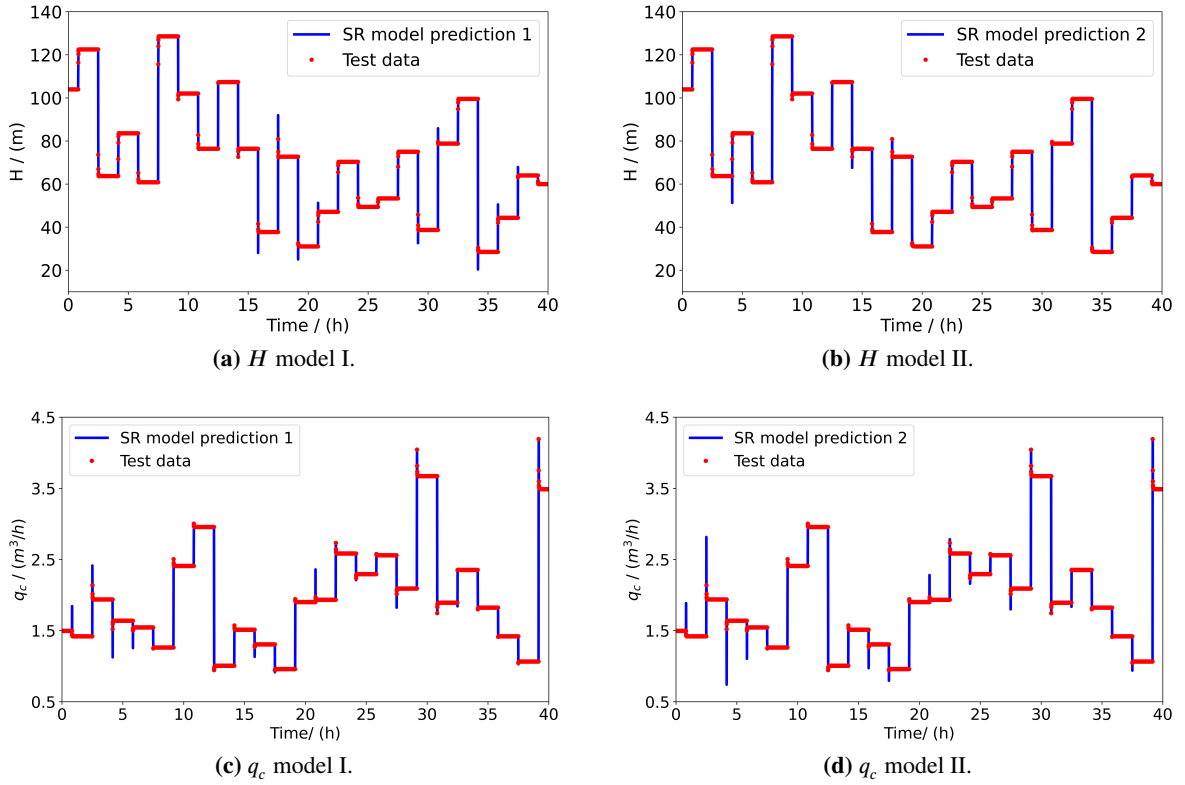 140
120
100
80
60
40
20
H / (m)
SR model prediction 1
Test data
0 5 10 15 20 25 30 35 40
Time / (h)
(a) H model I.
140
120
100
80
60
40
20
H / (m)
SR model prediction 2
Test data
0 5 10 15 20 25 30 35 40
Time / (h)
(b) H model II.
4.5
3.5
2.5
1.5
0.5
q_c / (m³/h)
SR model prediction 1
Test data
0 5 10 15 20 25 30 35 40
Time/ (h)
(c) q_c model I.
4.5
3.5
2.5
1.5
0.5
q_c / (m³/h)
SR model prediction 2
Test data
0 5 10 15 20 25 30 35 40
Time/ (h)
(d) q_c model II.